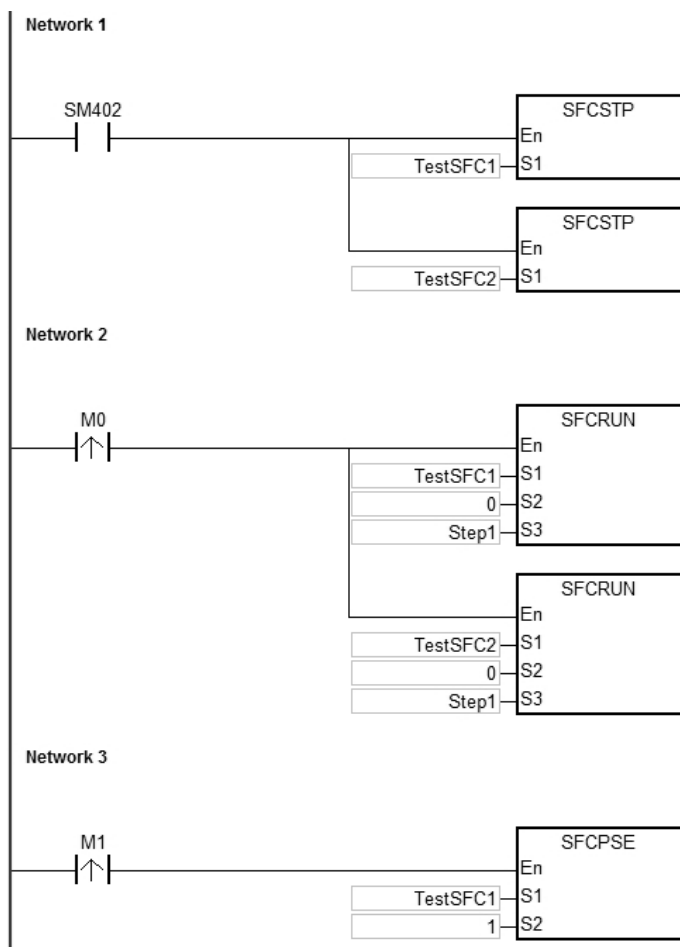 Network 1
SM402
SFCSTP
En
TestSFC1 S1
SFCSTP
En
TestSFC2 S1
Network 2
M0
SFCRUN
En
TestSFC1 S1
0 S2
Step1 S3
SFCRUN
En
TestSFC2 S1
0 S2
Step1 S3
Network 3
M1
SFCPSE
En
TestSFC1 S1
1 S2